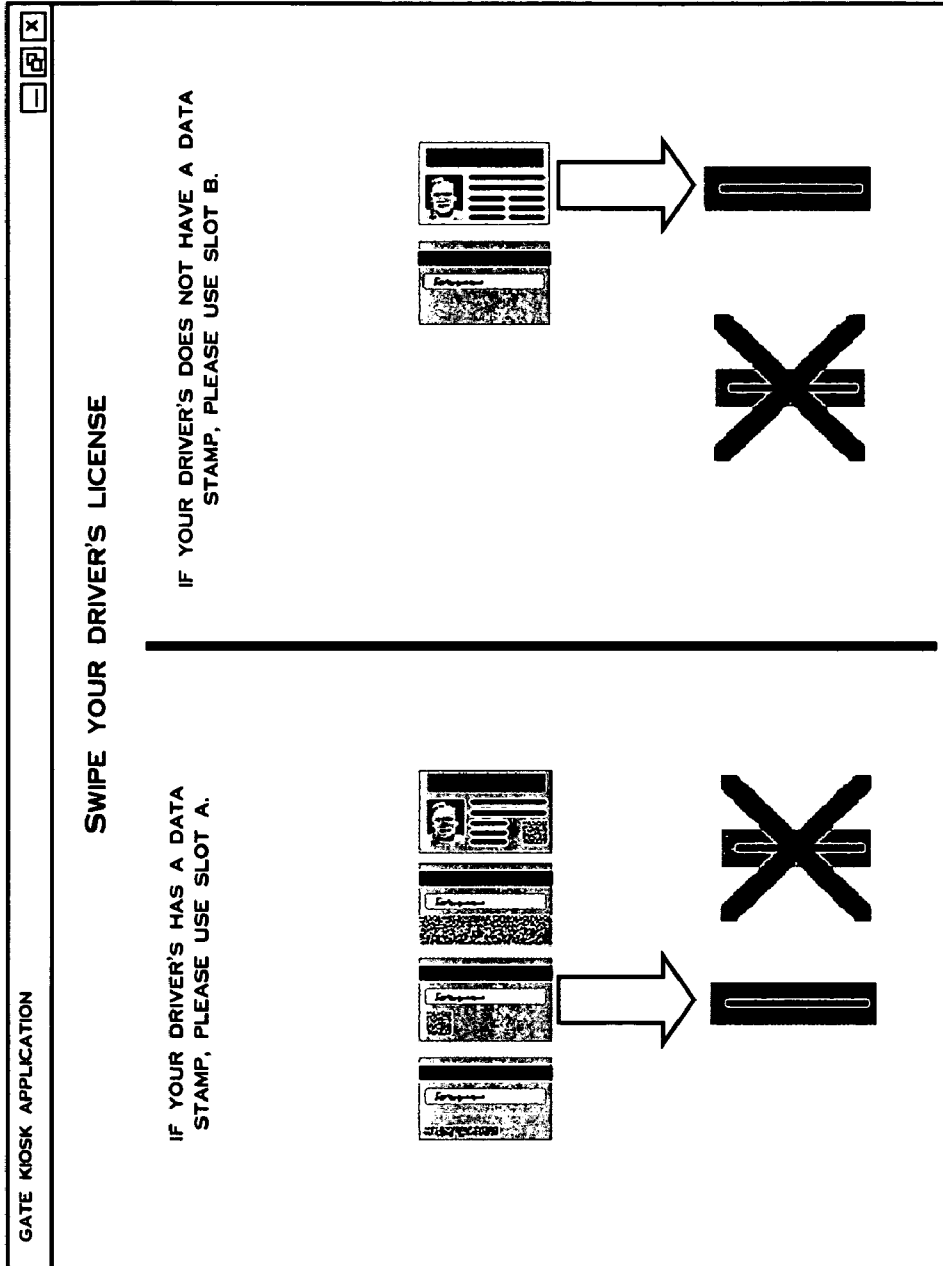 GATE KIOSK APPLICATION
SWIPE YOUR DRIVER'S LICENSE
IF YOUR DRIVER'S HAS A DATA
STAMP, PLEASE USE SLOT A.
IF YOUR DRIVER'S DOES NOT HAVE A DATA
STAMP, PLEASE USE SLOT B.